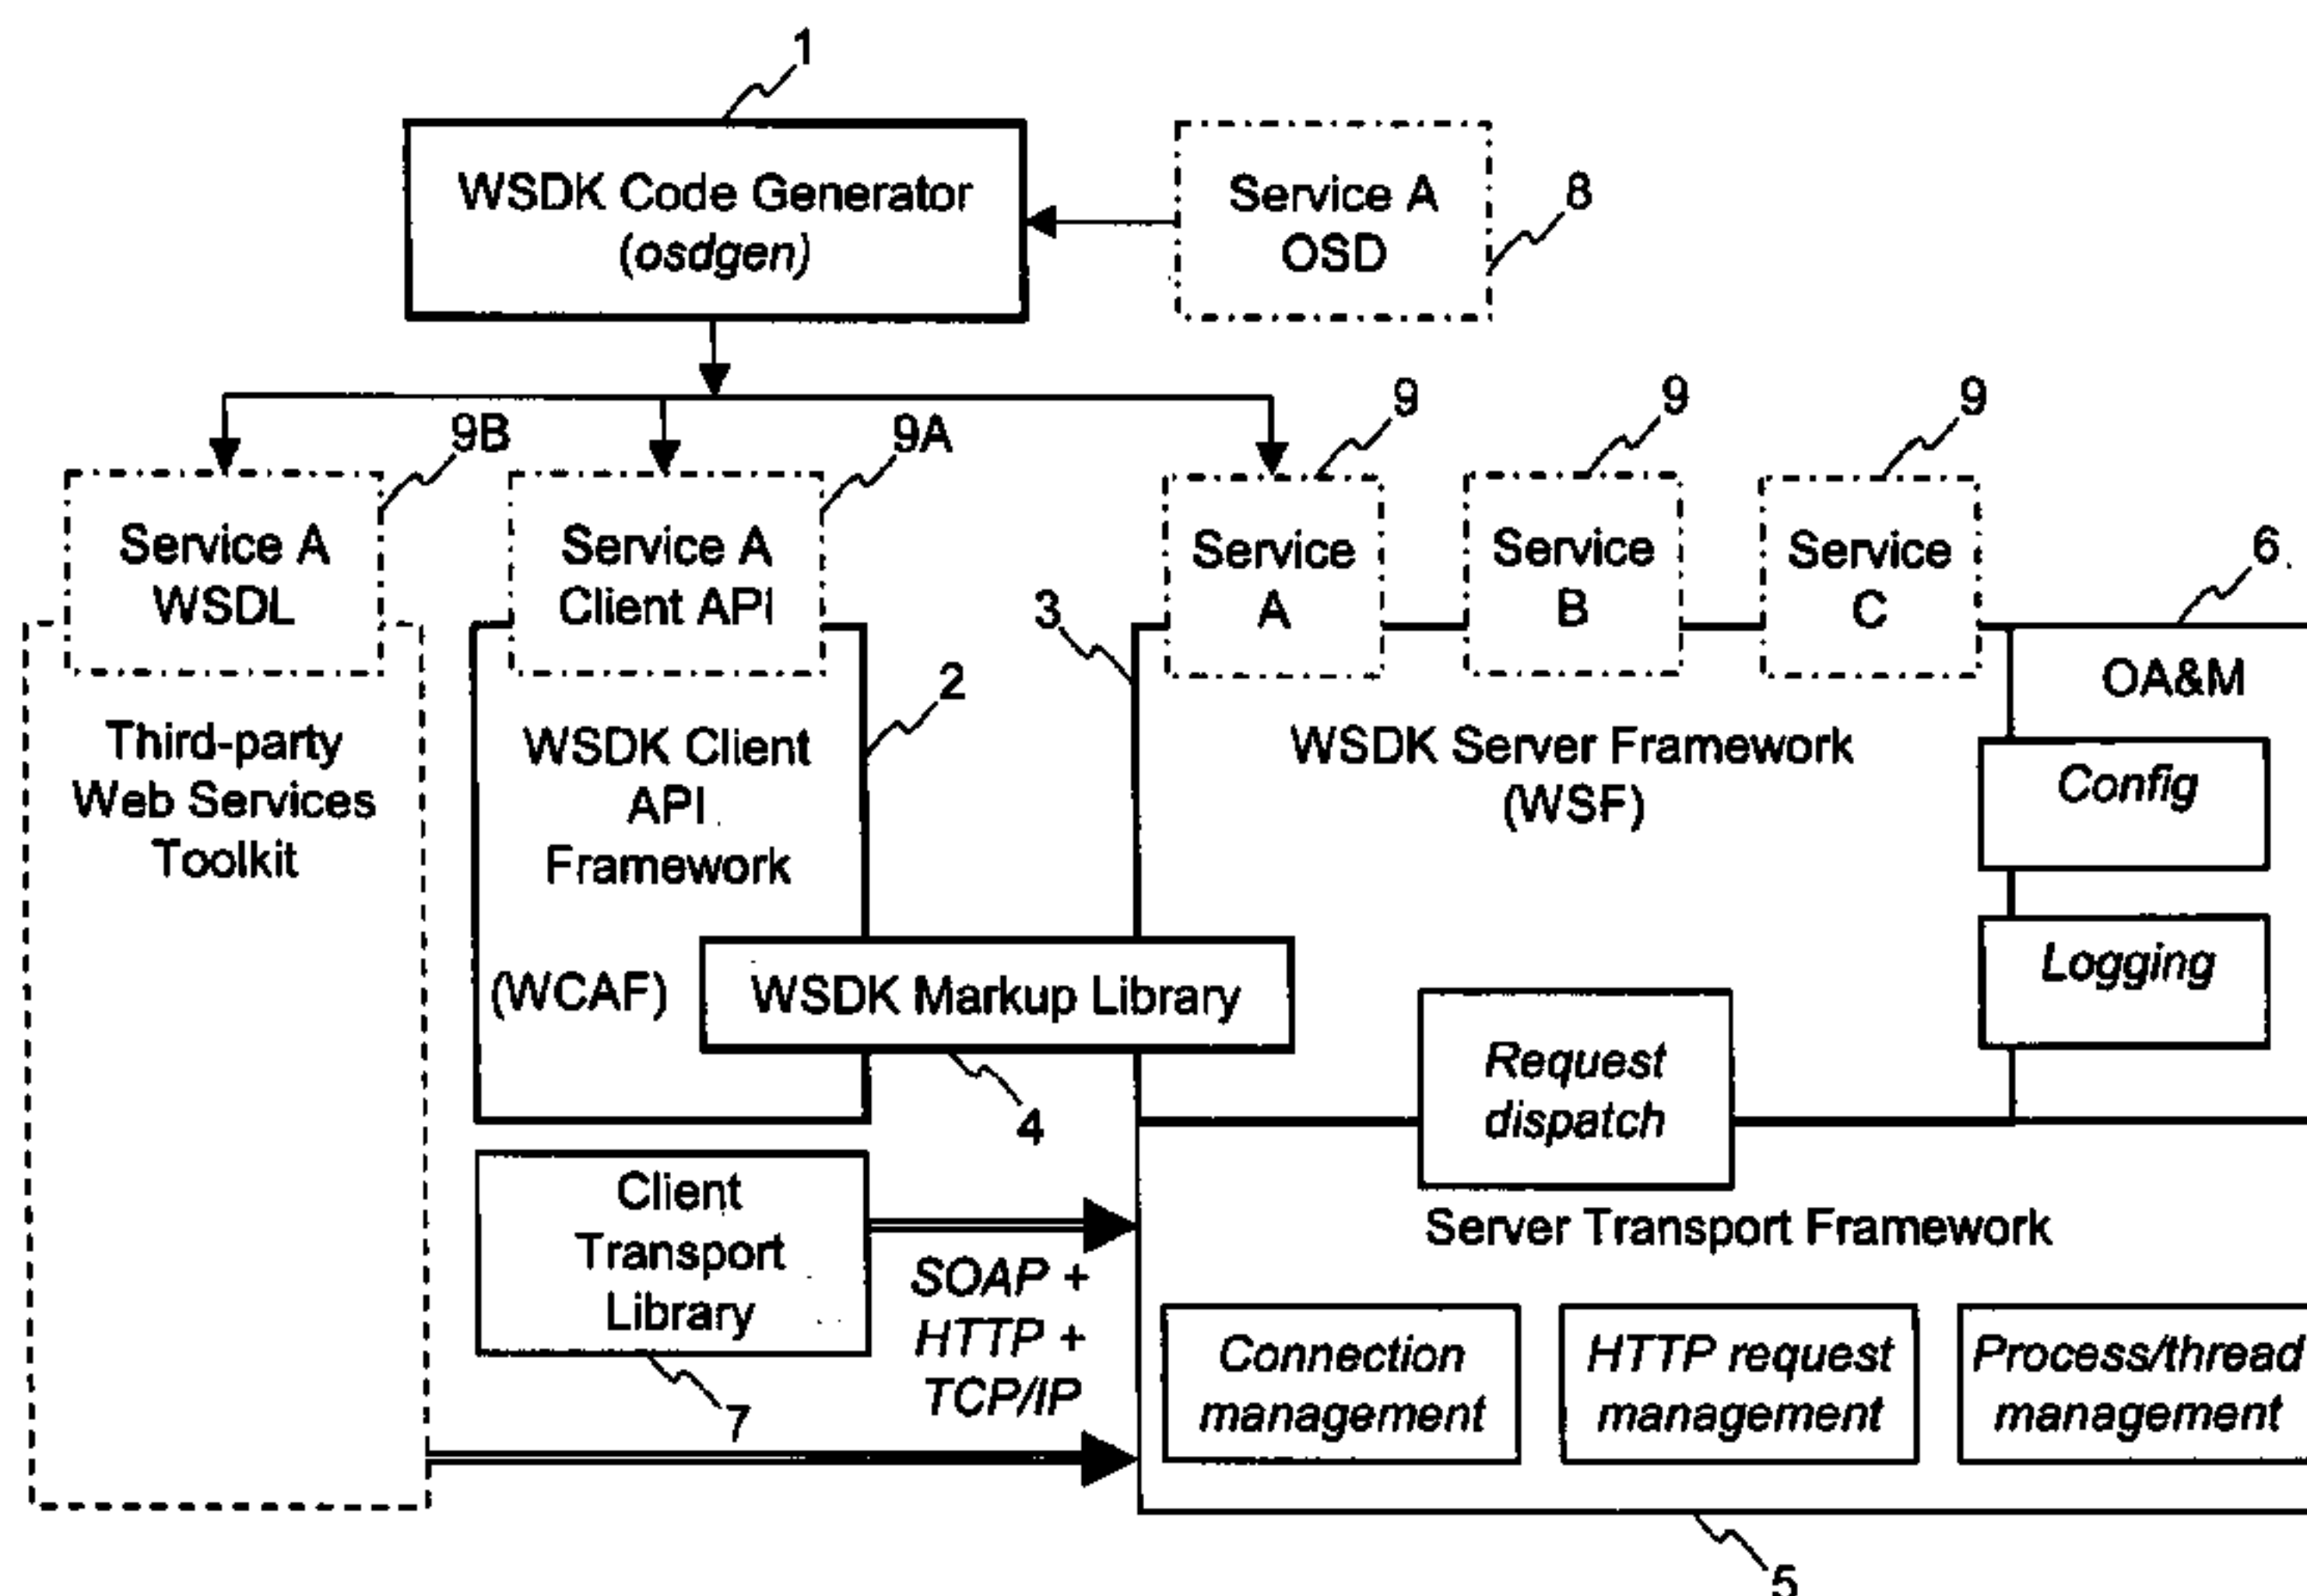 1
WSDK Code Generator
(osdgen)
Service A
OSD
8
9B
9A
9
9
9
Service A
WSDL
Service A
Client API
Service
A
Service
B
Service
C
6
3
2
OA&M
Third-party
Web Services
Toolkit
WSDK Client
API
Framework
(WCAF)
WSDK Server Framework
(WSF)
Config
Logging
WSDK Markup Library
4
Request
dispatch
Client
Transport
Library
7
SOAP +
HTTP +
TCP/IP
Server Transport Framework
Connection
management
HTTP request
management
Process/thread
management
5